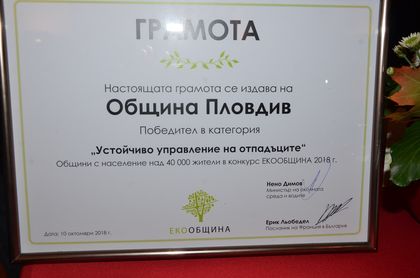 ГРАМОТА
Настоящата грамота се издава на
Община Пловдив
Победител в категория
„Устойчиво управление на отпадъците“
Общини с население над 40 000 жители в конкурс ЕКООБЩИНА 2018 г.
Нено Димов
Министър на околната
среда и водите
Ерик Льобедел
Посланик на Франция в България
Дата: 10 октомври 2018 г.
ЕКООБЩИНА